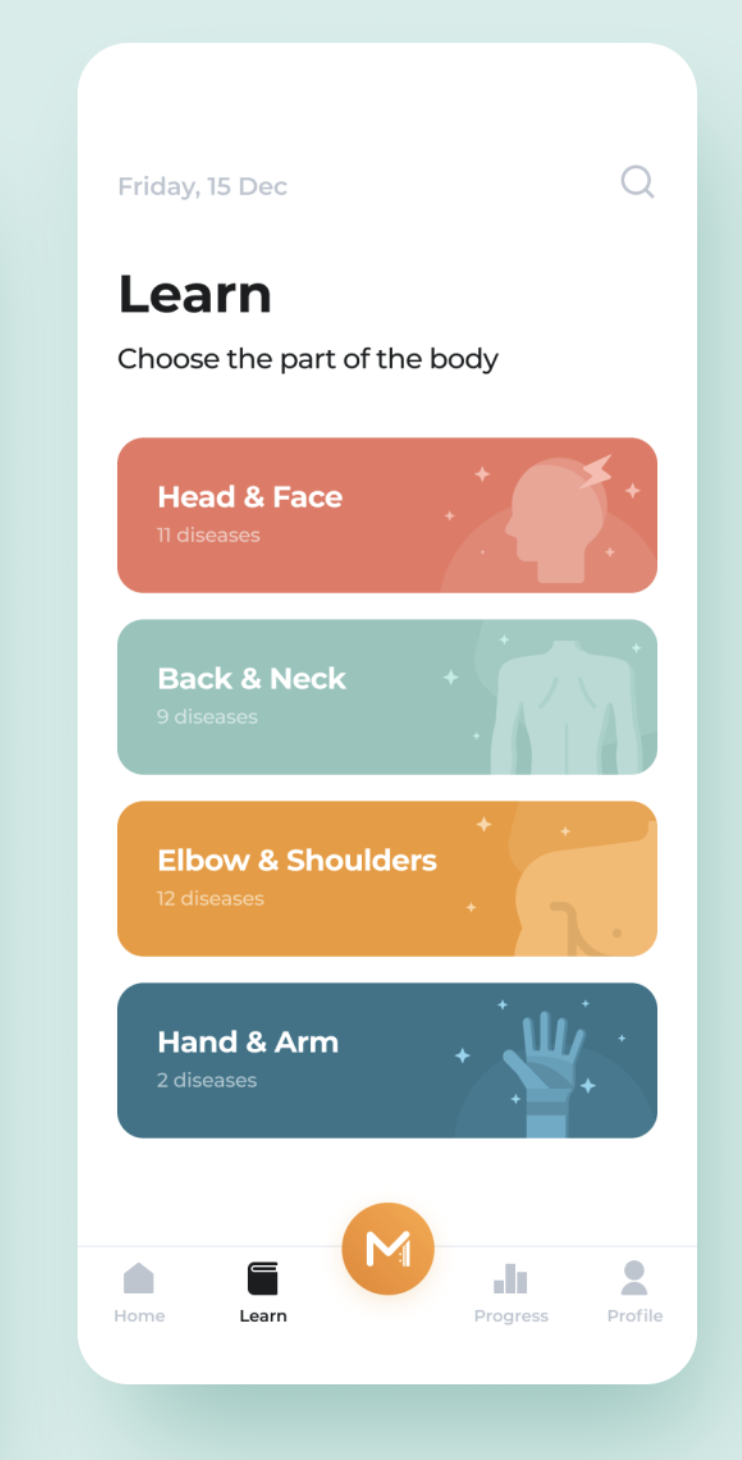 Friday, 15 Dec
Learn
Choose the part of the body
Head & Face
11 diseases
Back & Neck
9 diseases
Elbow & Shoulders
12 diseases
Hand & Arm
2 diseases
M
Home
Learn
Progress
Profile